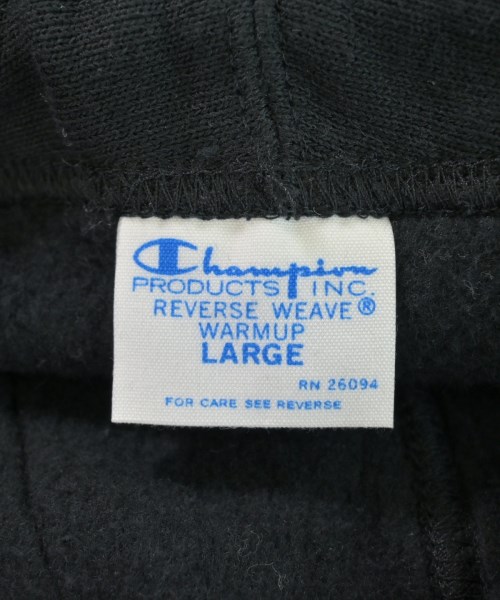 Champion
PRODUCTS INC.
REVERSE WEAVE®
WARMUP
LARGE
RN 26094
FOR CARE SEE REVERSE